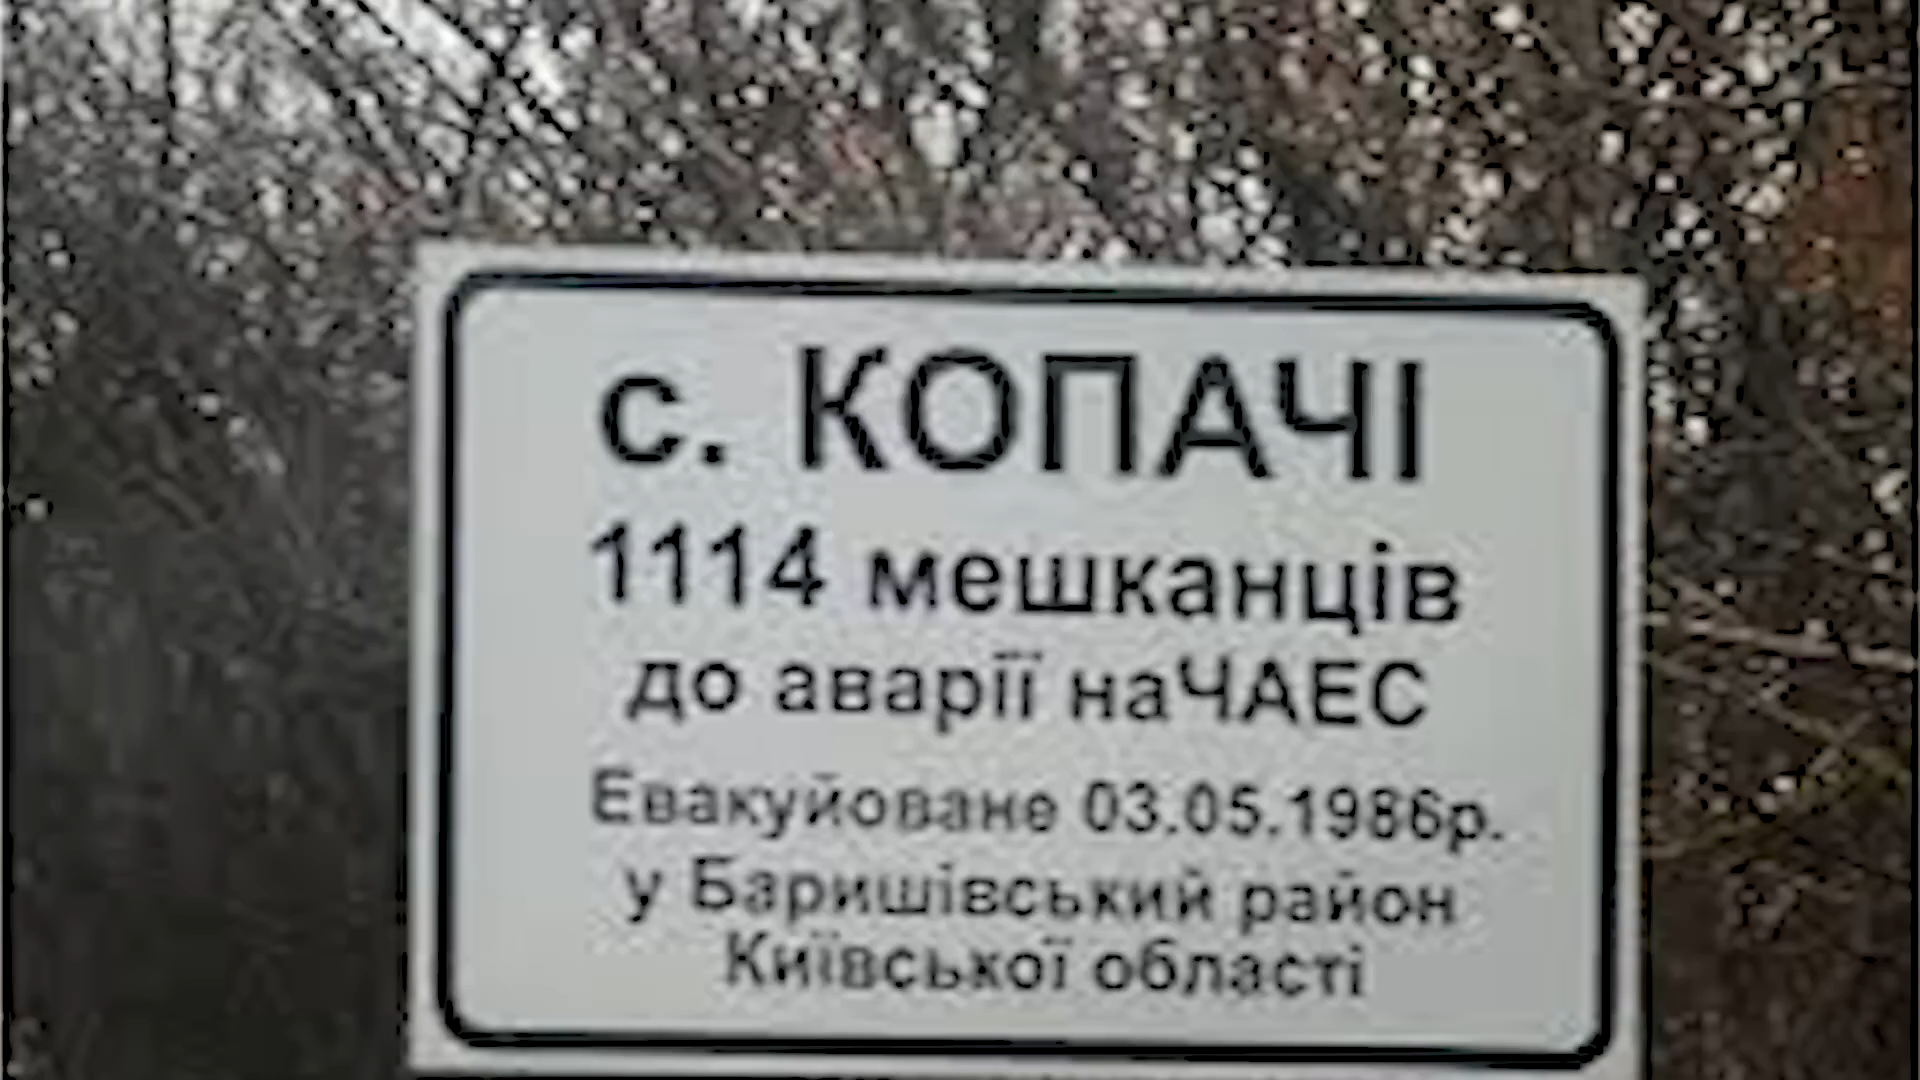 с. КОПАЧІ
1114 мешканців
до аварії наЧАЕС
Евакуйоване 03.05.1986р.
у Баришівський район
Київської області